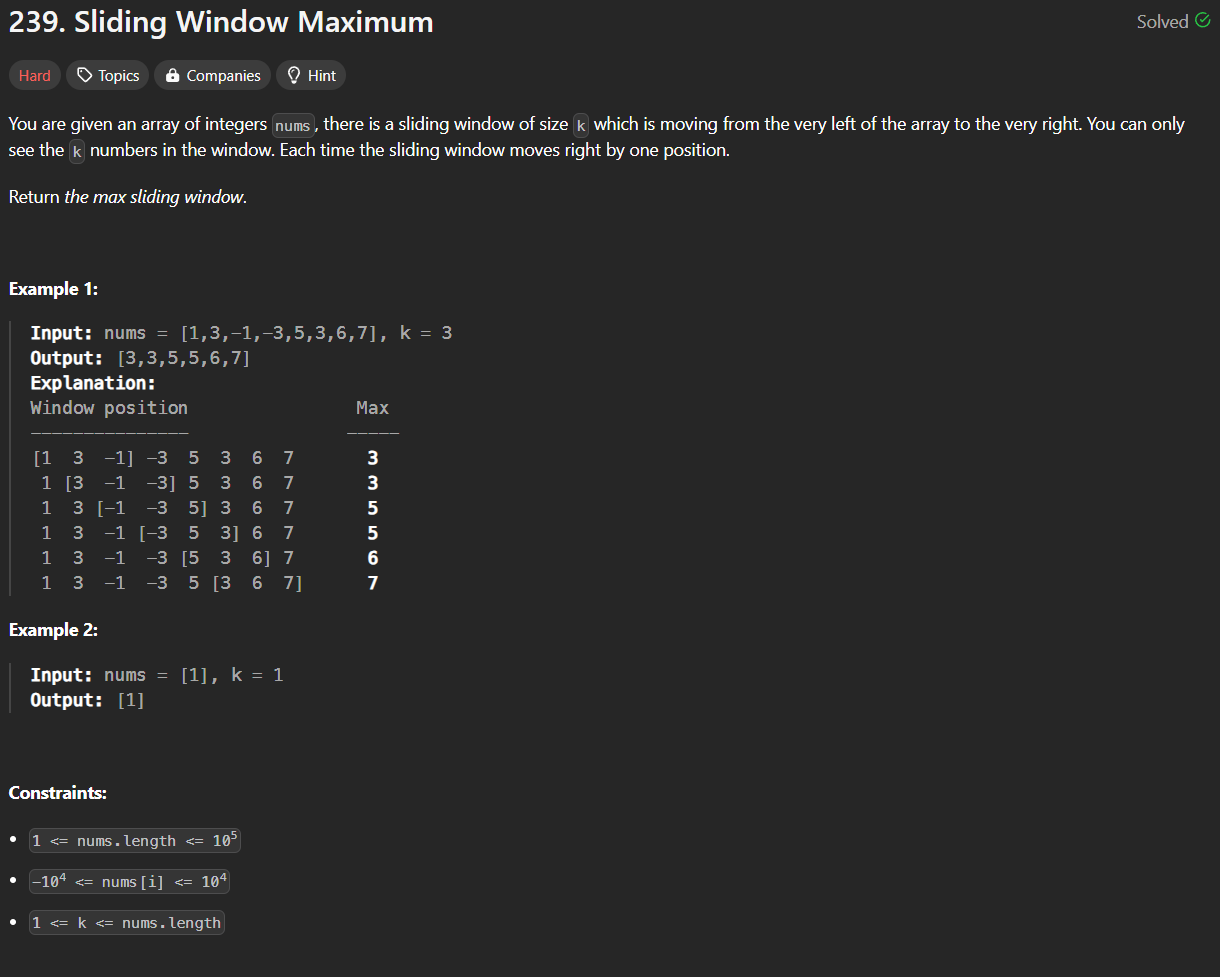 239. Sliding Window Maximum
Solved
Hard Topics Companies Hint
You are given an array of integers nums, there is a sliding window of size k which is moving from the very left of the array to the very right. You can only
see the k numbers in the window. Each time the sliding window moves right by one position.
Return the max sliding window.
Example 1:
Input: nums = [1,3,-1,-3,5,3,6,7], k = 3
Output: [3,3,5,5,6,7]
Explanation:
Window position                Max
---------------               -----
[1  3  -1] -3  5  3  6  7       3
 1 [3  -1  -3] 5  3  6  7       3
 1  3 [-1  -3  5] 3  6  7       5
 1  3  -1 [-3  5  3] 6  7       5
 1  3  -1  -3 [5  3  6] 7       6
 1  3  -1  -3  5 [3  6  7]      7
Example 2:
Input: nums = [1], k = 1
Output: [1]
Constraints:
• 1 <= nums.length <= 10⁵
• -10⁴ <= nums[i] <= 10⁴
• 1 <= k <= nums.length